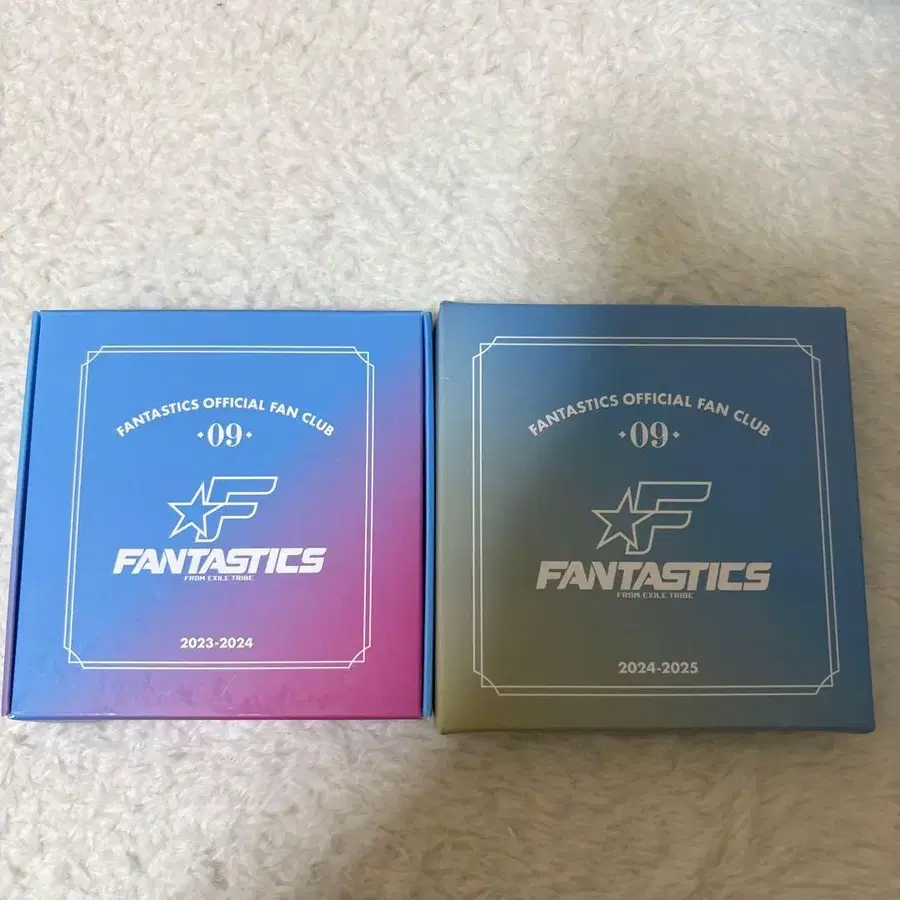 FANTASTICS OFFICIAL FAN CLUB
09
F
FANTASTICS
FROM EXILE TRIBE
2023-2024
FANTASTICS OFFICIAL FAN CLUB
09
F
FANTASTICS
FROM EXILE TRIBE
2024-2025